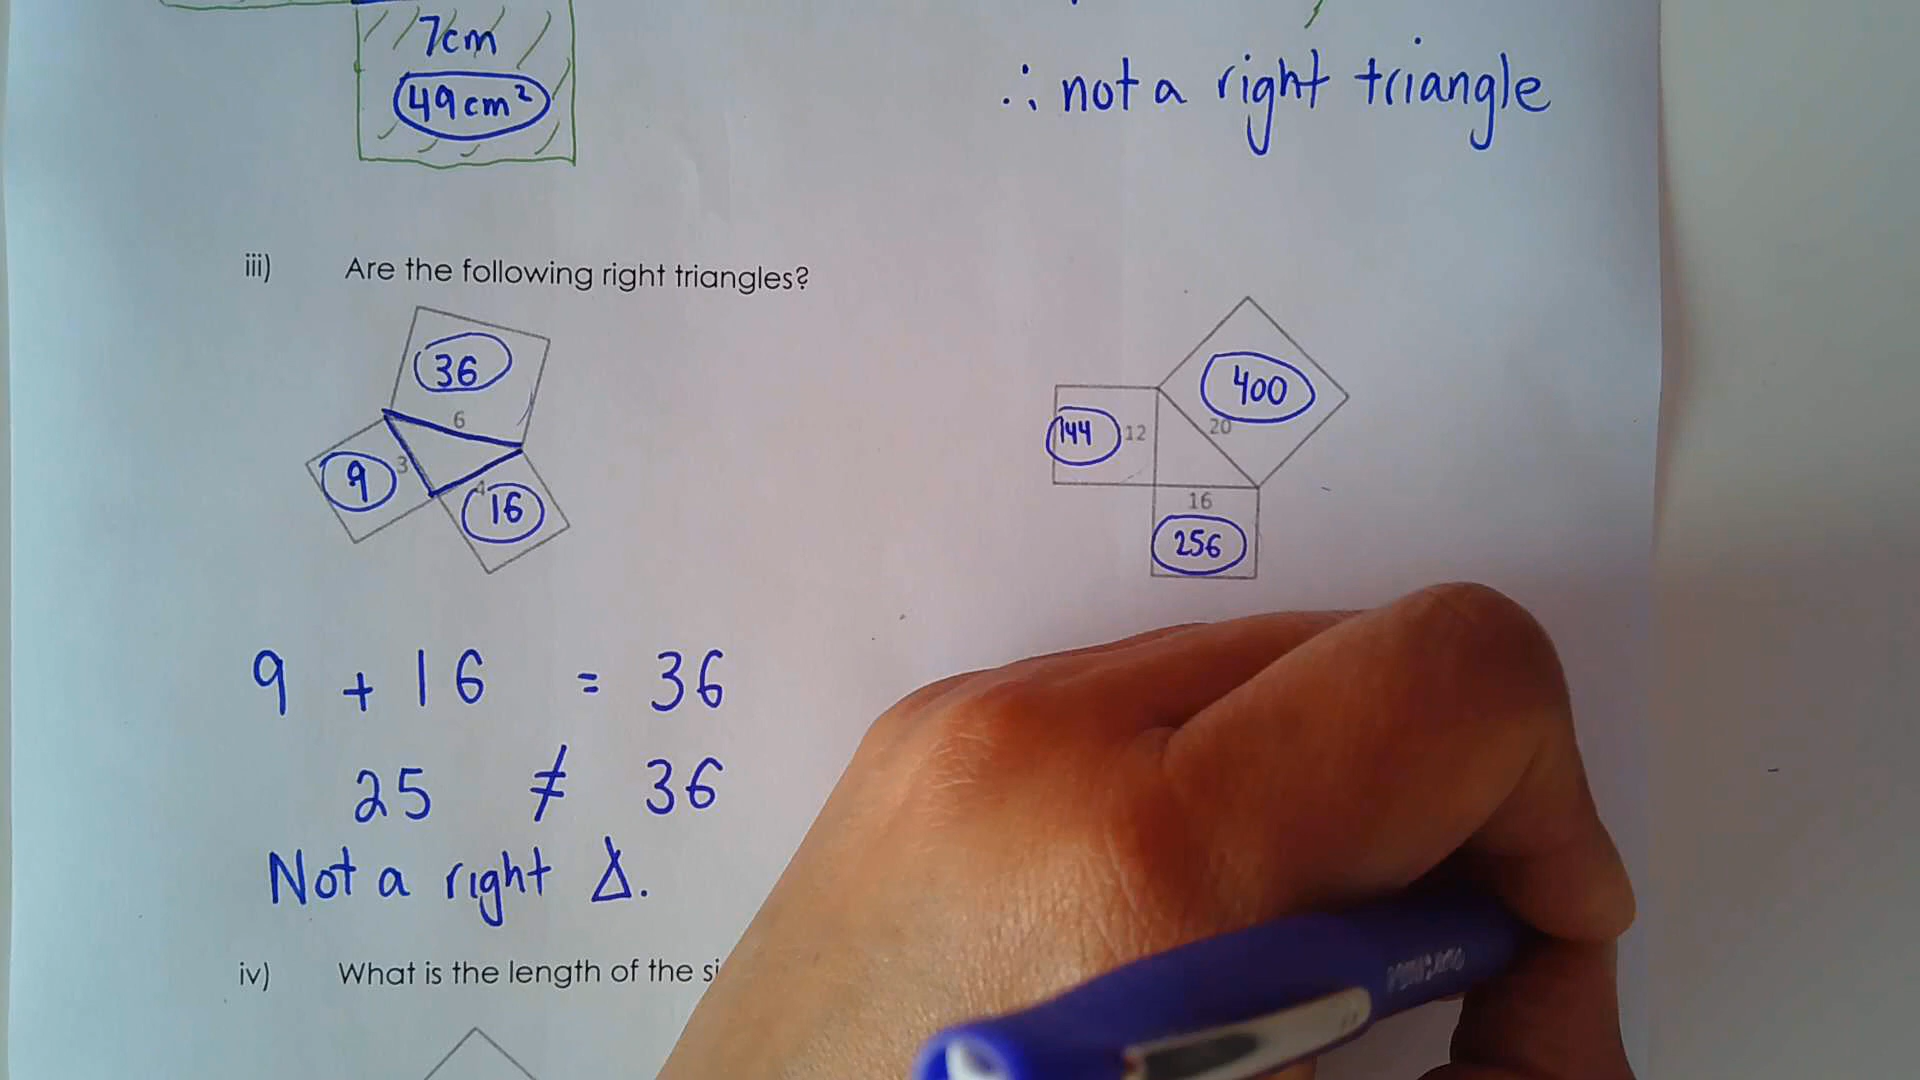 7cm
49cm²
∴ not a right triangle
iii) Are the following right triangles?
36
6
9
3
4
16
400
144
12
20
16
256
9 + 16 = 36
25 ≠ 36
Not a right Δ.
iv) What is the length of the